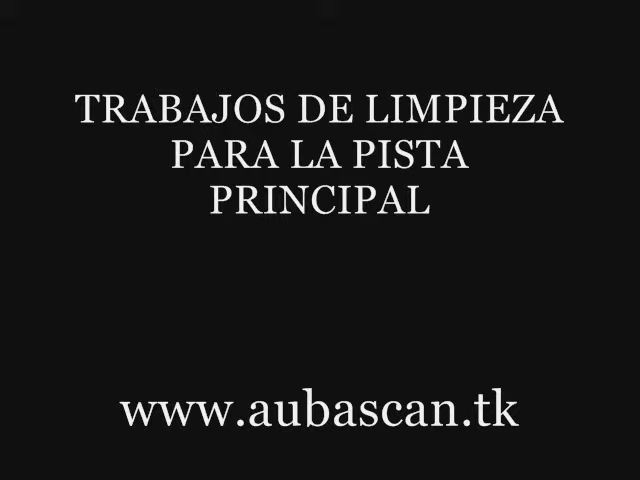 TRABAJOS DE LIMPIEZA
PARA LA PISTA
PRINCIPAL
www.aubascan.tk